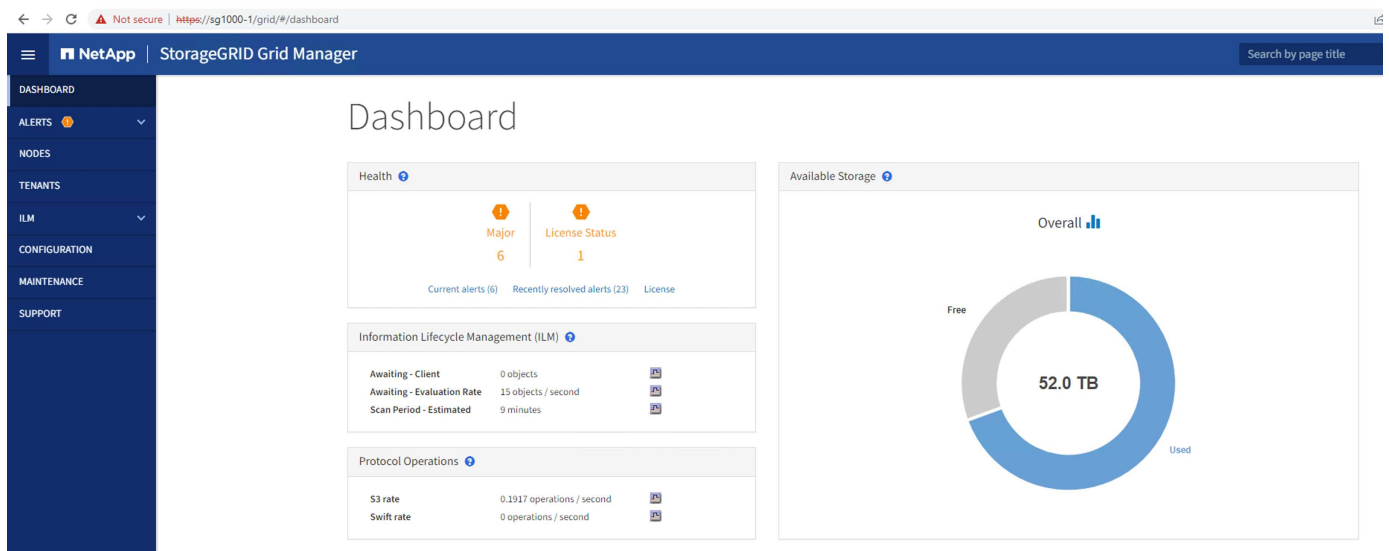 Not secure | https://sg1000-1/grid/#/dashboard
NetApp | StorageGRID Grid Manager
Search by page title
DASHBOARD
ALERTS
NODES
TENANTS
ILM
CONFIGURATION
MAINTENANCE
SUPPORT
Dashboard
Health
Major
6
License Status
1
Current alerts (6) Recently resolved alerts (23) License
Information Lifecycle Management (ILM)
Awaiting - Client 0 objects
Awaiting - Evaluation Rate 15 objects / second
Scan Period - Estimated 9 minutes
Protocol Operations
S3 rate 0.1917 operations / second
Swift rate 0 operations / second
Available Storage
Overall
Free
52.0 TB
Used